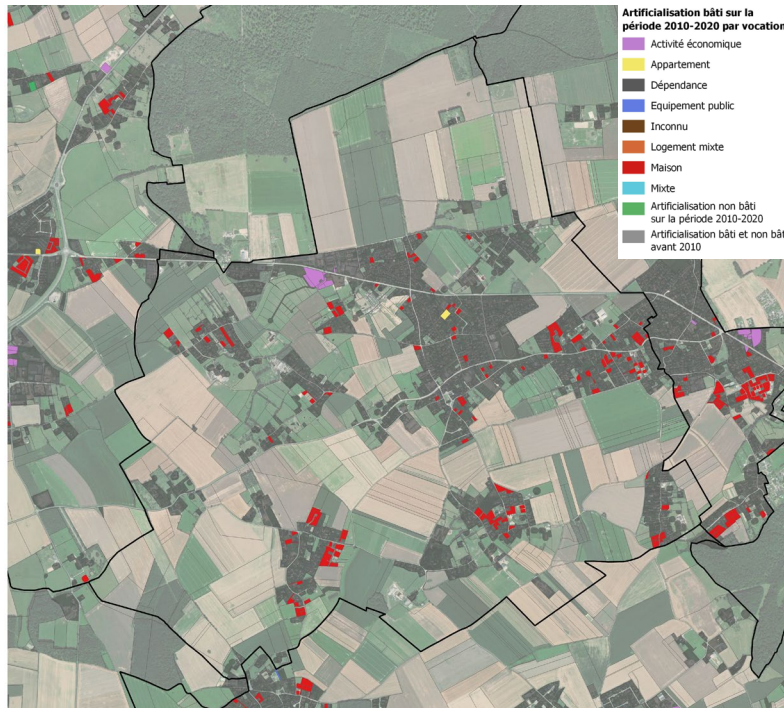 Artificialisation bâti sur la
période 2010-2020 par vocation
Activité économique
Appartement
Dépendance
Equipement public
Inconnu
Logement mixte
Maison
Mixte
Artificialisation non bâti
sur la période 2010-2020
Artificialisation bâti et non bât
avant 2010